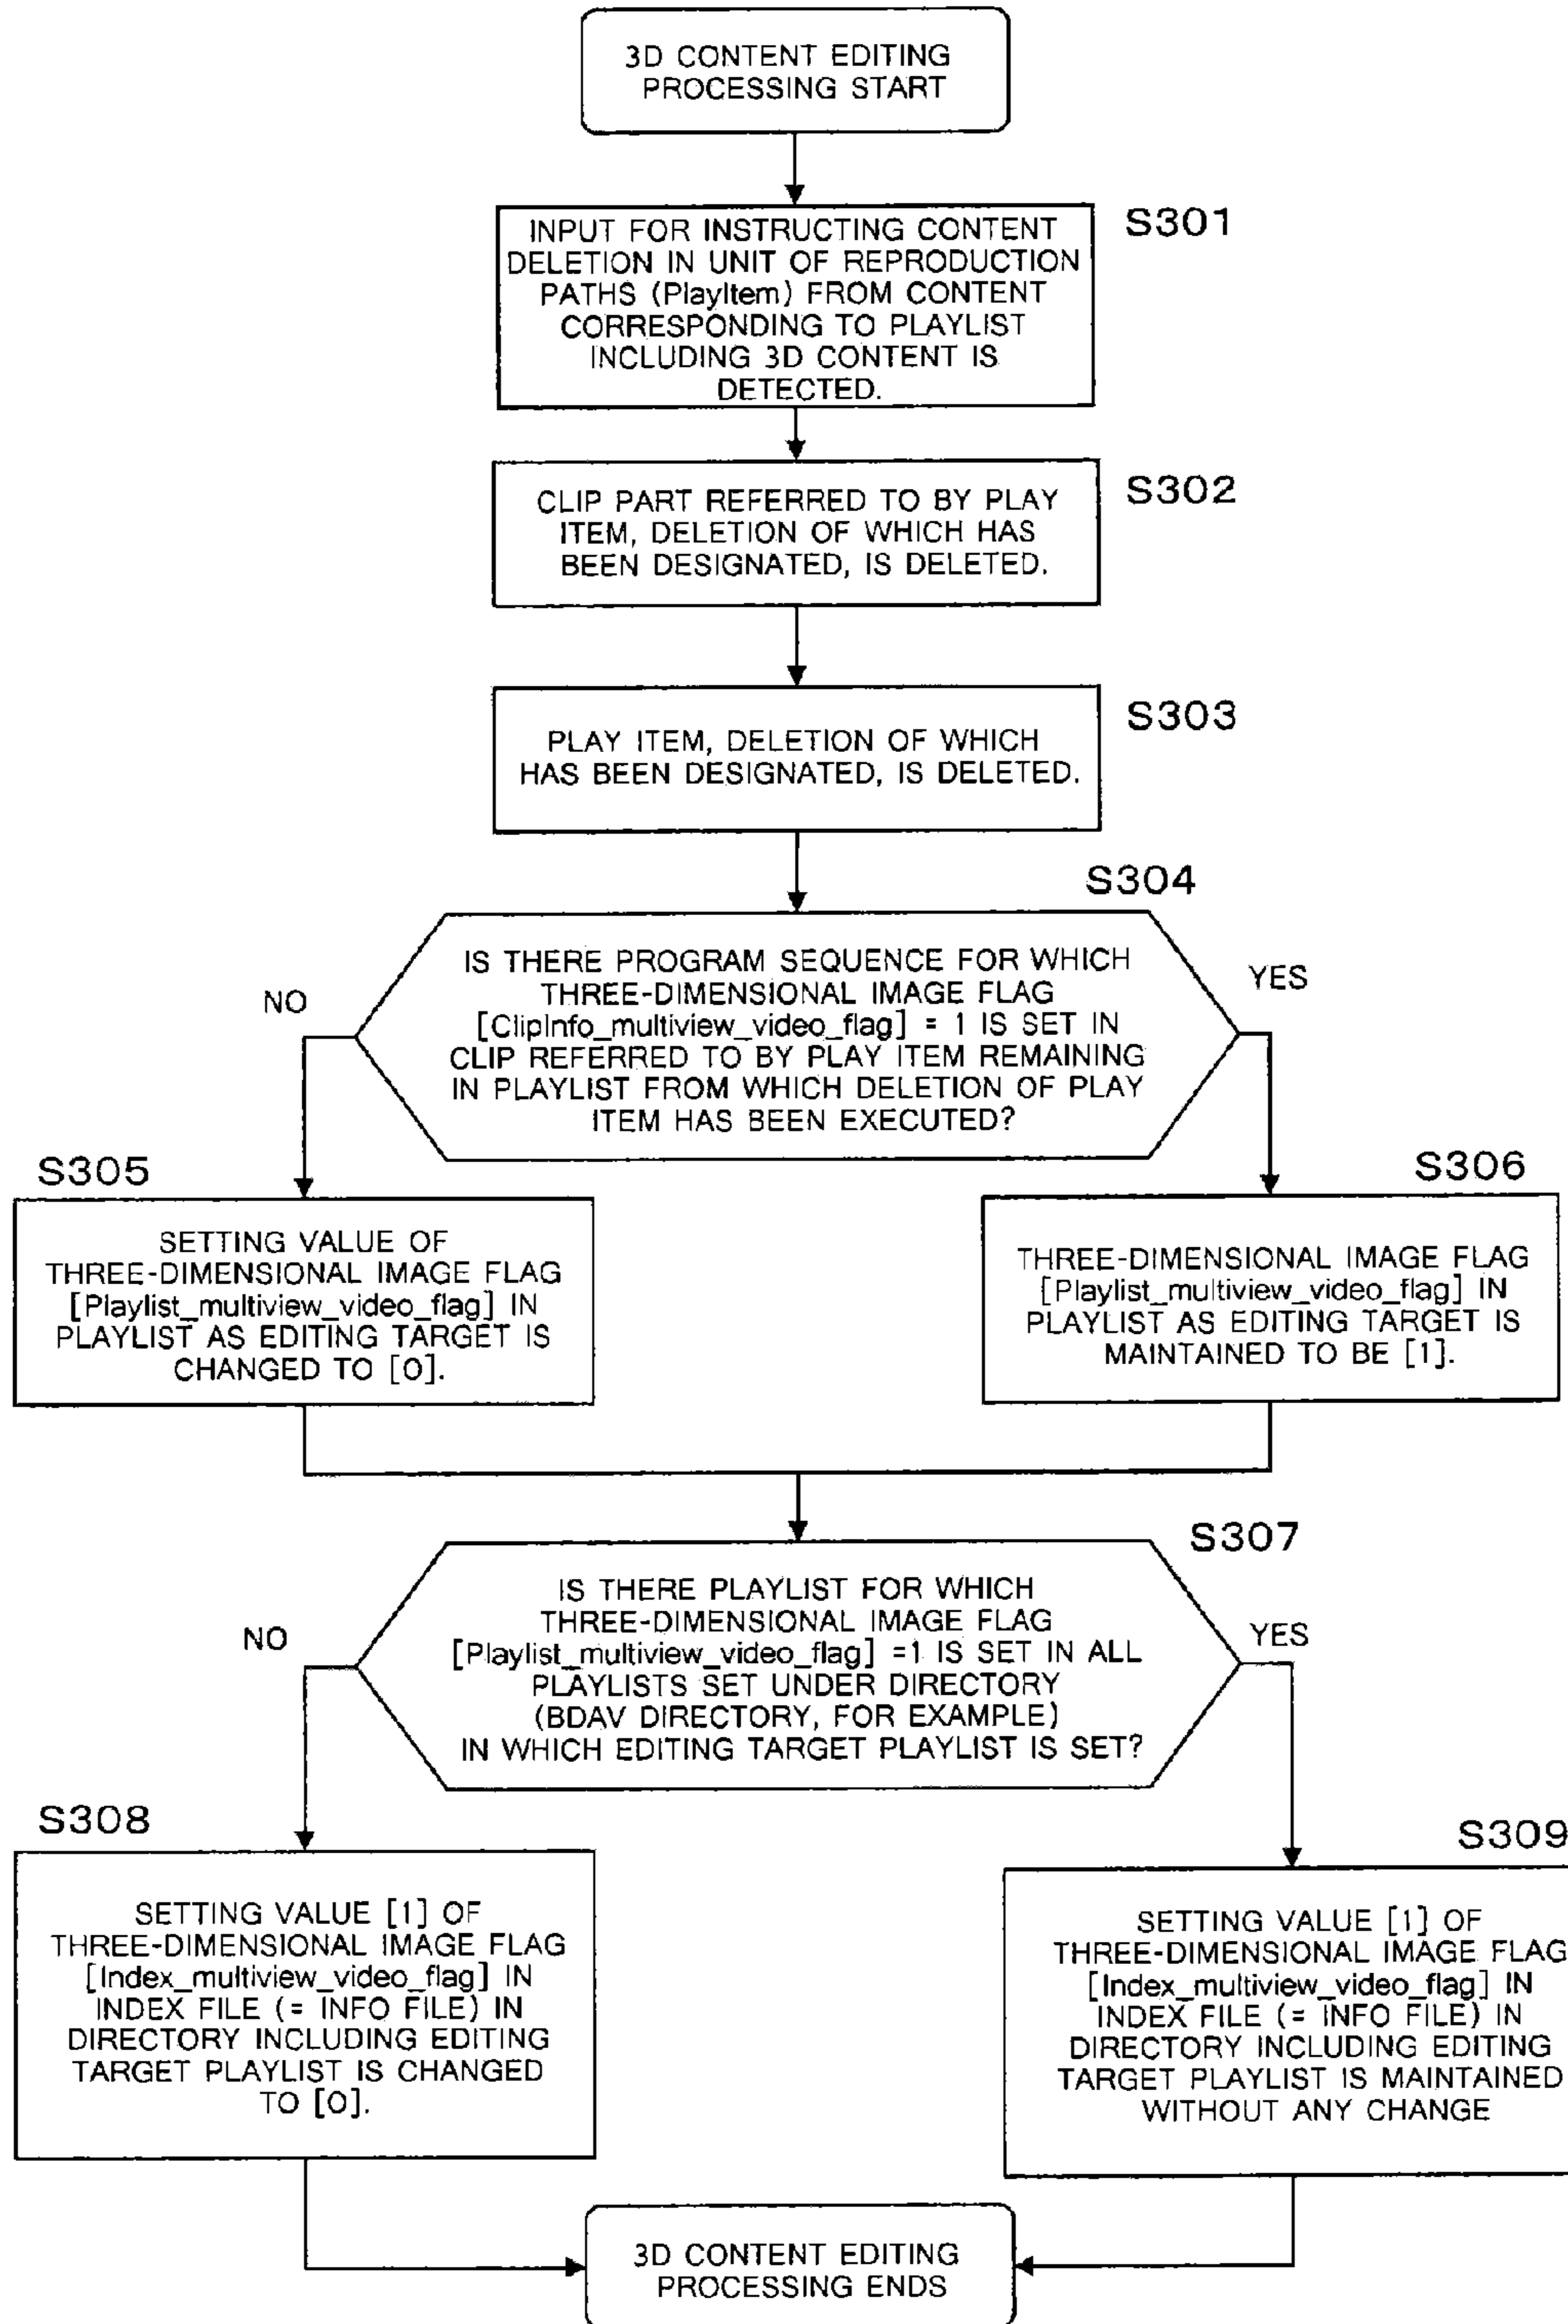 3D CONTENT EDITING
PROCESSING START
S301
INPUT FOR INSTRUCTING CONTENT
DELETION IN UNIT OF REPRODUCTION
PATHS (PlayItem) FROM CONTENT
CORRESPONDING TO PLAYLIST
INCLUDING 3D CONTENT IS
DETECTED.
S302
CLIP PART REFERRED TO BY PLAY
ITEM, DELETION OF WHICH HAS
BEEN DESIGNATED, IS DELETED.
S303
PLAY ITEM, DELETION OF WHICH
HAS BEEN DESIGNATED, IS DELETED.
S304
IS THERE PROGRAM SEQUENCE FOR WHICH
THREE-DIMENSIONAL IMAGE FLAG
[ClipInfo_multiview_video_flag] = 1 IS SET IN
CLIP REFERRED TO BY PLAY ITEM REMAINING
IN PLAYLIST FROM WHICH DELETION OF PLAY
ITEM HAS BEEN EXECUTED?
NO
YES
S305
SETTING VALUE OF
THREE-DIMENSIONAL IMAGE FLAG
[Playlist_multiview_video_flag] IN
PLAYLIST AS EDITING TARGET IS
CHANGED TO [0].
S306
THREE-DIMENSIONAL IMAGE FLAG
[Playlist_multiview_video_flag] IN
PLAYLIST AS EDITING TARGET IS
MAINTAINED TO BE [1].
S307
IS THERE PLAYLIST FOR WHICH
THREE-DIMENSIONAL IMAGE FLAG
[Playlist_multiview_video_flag] =1 IS SET IN ALL
PLAYLISTS SET UNDER DIRECTORY
(BDAV DIRECTORY, FOR EXAMPLE)
IN WHICH EDITING TARGET PLAYLIST IS SET?
NO
YES
S308
SETTING VALUE [1] OF
THREE-DIMENSIONAL IMAGE FLAG
[Index_multiview_video_flag] IN
INDEX FILE (= INFO FILE) IN
DIRECTORY INCLUDING EDITING
TARGET PLAYLIST IS CHANGED
TO [0].
S309
SETTING VALUE [1] OF
THREE-DIMENSIONAL IMAGE FLAG
[Index_multiview_video_flag] IN
INDEX FILE (= INFO FILE) IN
DIRECTORY INCLUDING EDITING
TARGET PLAYLIST IS MAINTAINED
WITHOUT ANY CHANGE
3D CONTENT EDITING
PROCESSING ENDS